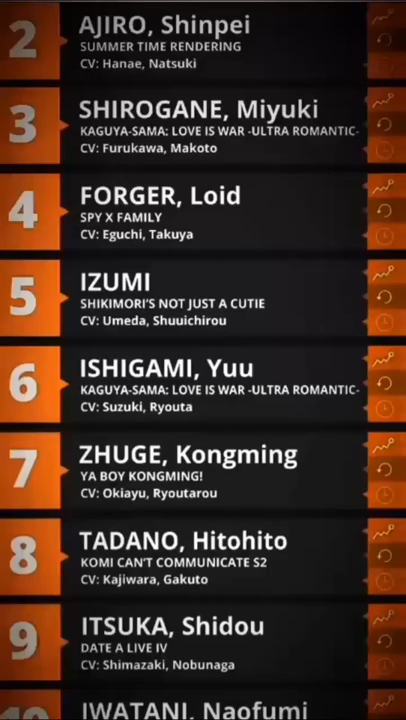 2
AJIRO, Shinpei
SUMMER TIME RENDERING
CV: Hanae, Natsuki
3
SHIROGANE, Miyuki
KAGUYA-SAMA: LOVE IS WAR -ULTRA ROMANTIC-
CV: Furukawa, Makoto
4
FORGER, Loid
SPY X FAMILY
CV: Eguchi, Takuya
5
IZUMI
SHIKIMORI'S NOT JUST A CUTIE
CV: Umeda, Shuuichirou
6
ISHIGAMI, Yuu
KAGUYA-SAMA: LOVE IS WAR -ULTRA ROMANTIC-
CV: Suzuki, Ryouta
7
ZHUGE, Kongming
YA BOY KONGMING!
CV: Okiayu, Ryoutarou
8
TADANO, Hitohito
KOMI CAN'T COMMUNICATE S2
CV: Kajiwara, Gakuto
9
ITSUKA, Shidou
DATE A LIVE IV
CV: Shimazaki, Nobunaga
10
IWATANI, Naofumi